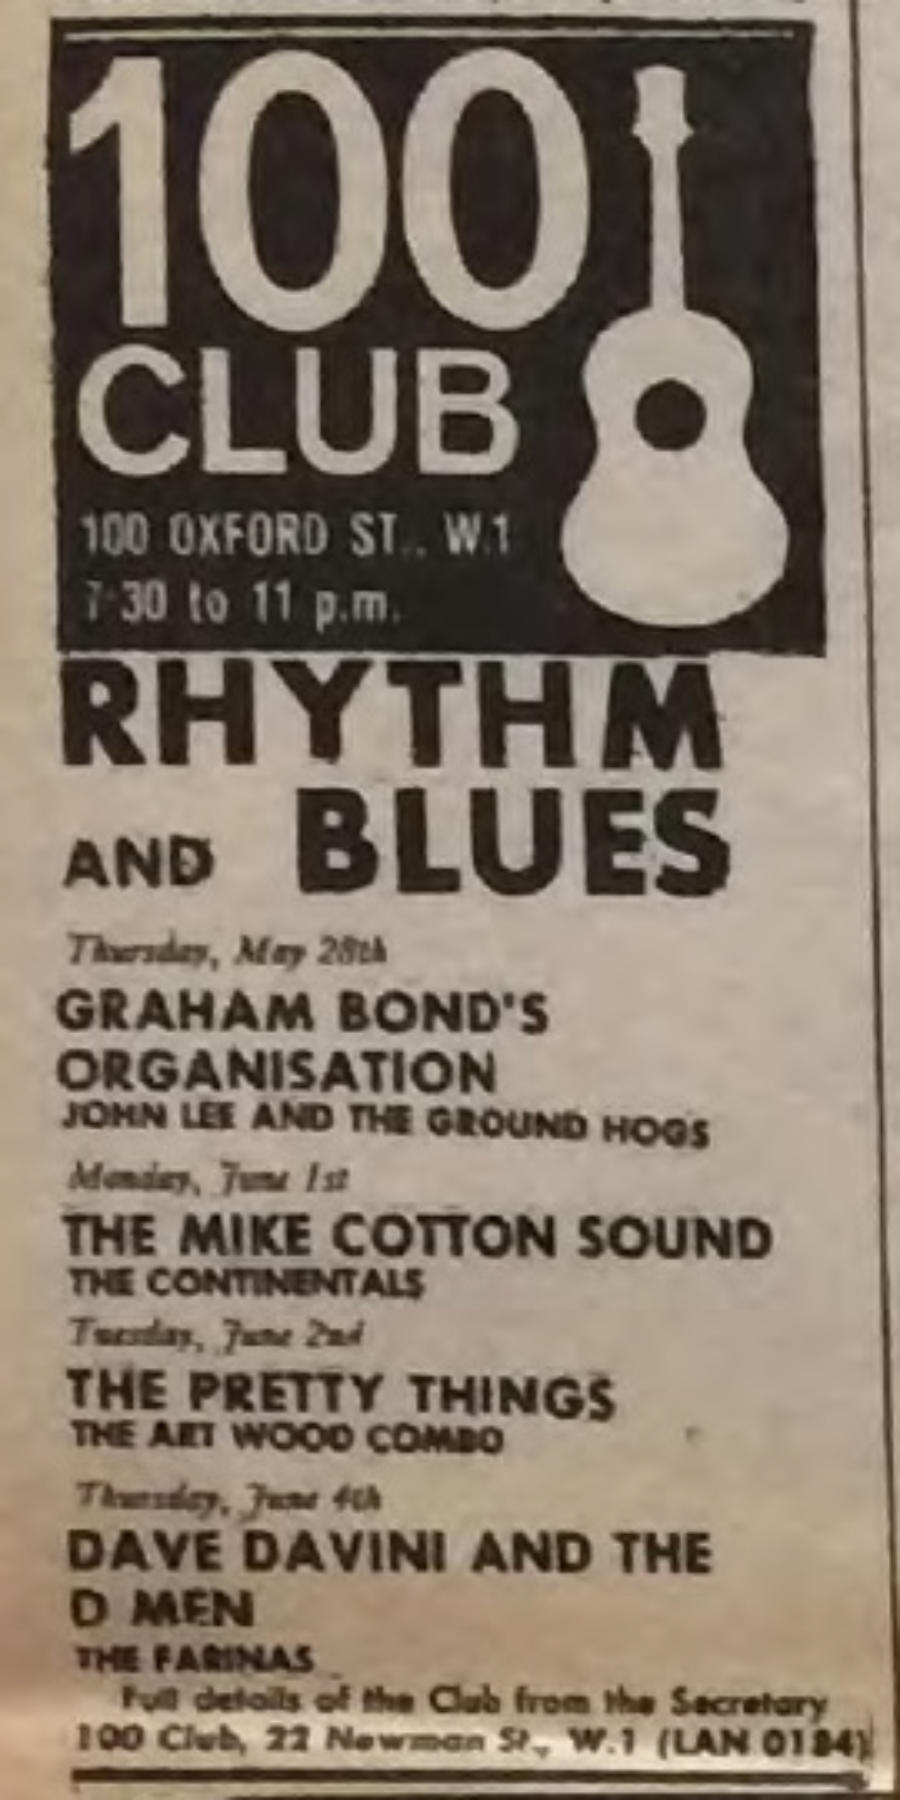 100
CLUB
100 OXFORD ST., W.1
7·30 to 11 p.m.
RHYTHM
AND BLUES
Thursday, May 28th
GRAHAM BOND'S
ORGANISATION
JOHN LEE AND THE GROUND HOGS
Monday, June 1st
THE MIKE COTTON SOUND
THE CONTINENTALS
Tuesday, June 2nd
THE PRETTY THINGS
THE ART WOOD COMBO
Thursday, June 4th
DAVE DAVINI AND THE
D MEN
THE FARINAS
Full details of the Club from the Secretary
100 Club, 22 Newman St., W.1 (LAN 0184)